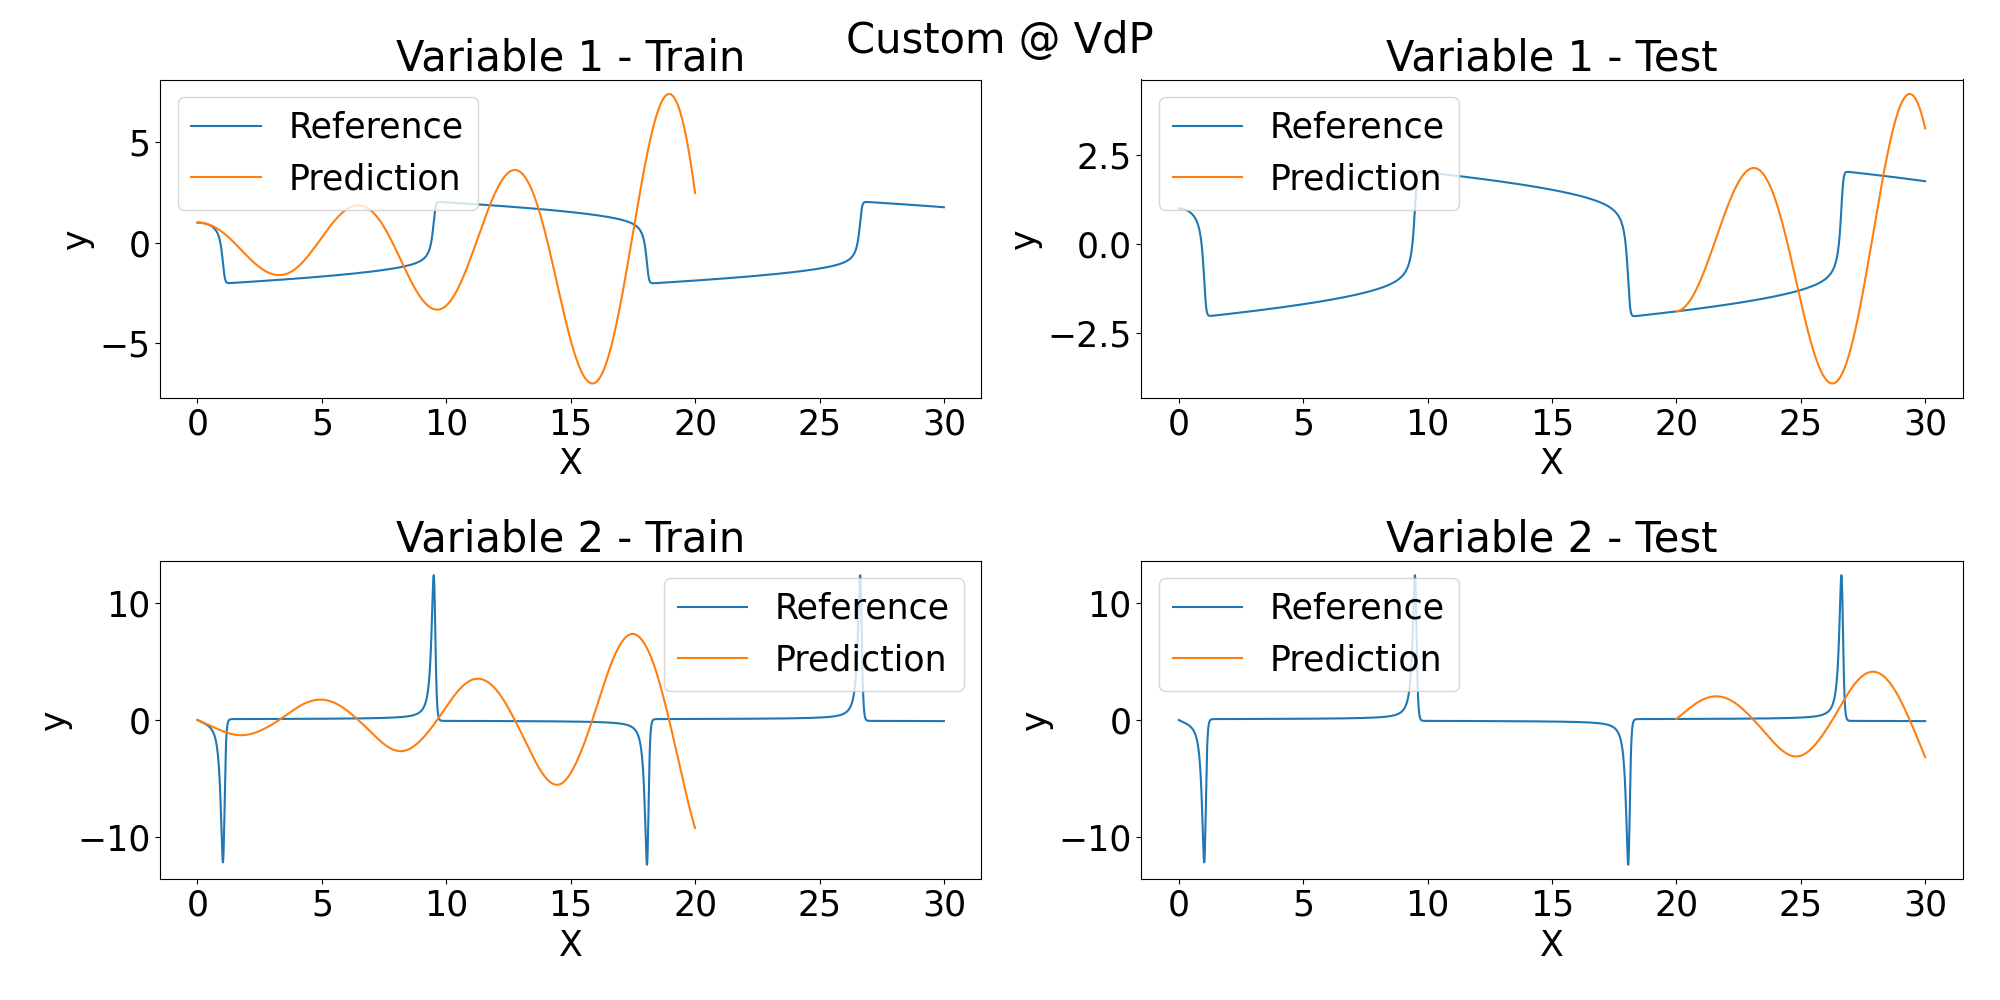 Custom @ VdP
Variable 1 - Train
Reference
Prediction
5
0
−5
y
0 5 10 15 20 25 30
X
Variable 1 - Test
Reference
Prediction
2.5
0.0
−2.5
y
0 5 10 15 20 25 30
X
Variable 2 - Train
Reference
Prediction
10
0
−10
y
0 5 10 15 20 25 30
X
Variable 2 - Test
Reference
Prediction
10
0
−10
y
0 5 10 15 20 25 30
X